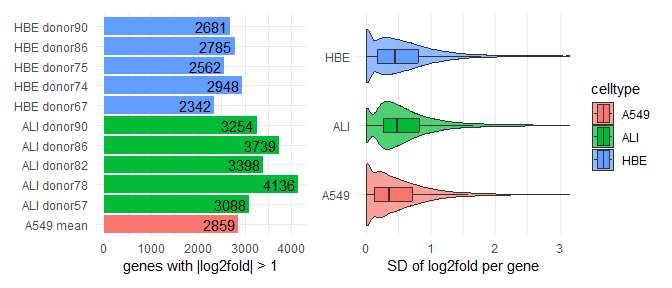 HBE donor90
2681
HBE donor86
2785
HBE donor75
2562
HBE donor74
2948
HBE donor67
2342
ALI donor90
3254
ALI donor86
3739
ALI donor82
3398
ALI donor78
4136
ALI donor57
3088
A549 mean
2859
0 1000 2000 3000 4000
genes with |log2fold| > 1
HBE
ALI
A549
0 1 2 3
SD of log2fold per gene
celltype
A549
ALI
HBE